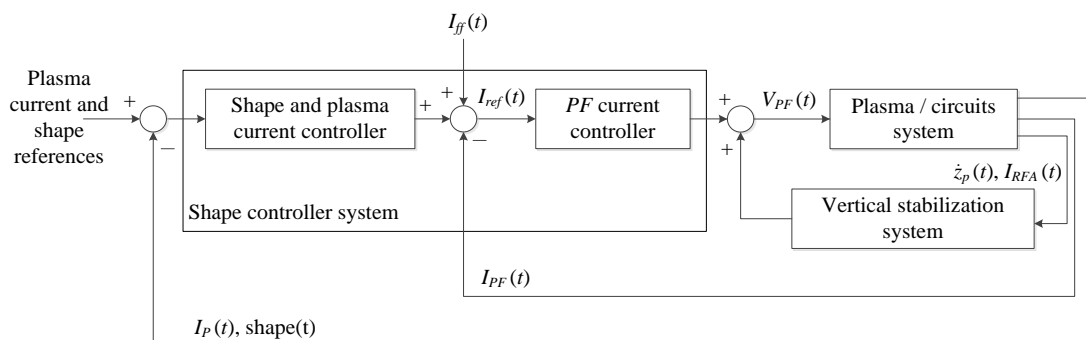 I_ff(t)
Plasma
current and
shape
references
+
−
Shape and plasma
current controller
+
+
−
I_ref(t)
PF current
controller
+
+
V_PF(t)
Plasma / circuits
system
ż_p(t), I_RFA(t)
Vertical stabilization
system
Shape controller system
I_PF(t)
I_P(t), shape(t)